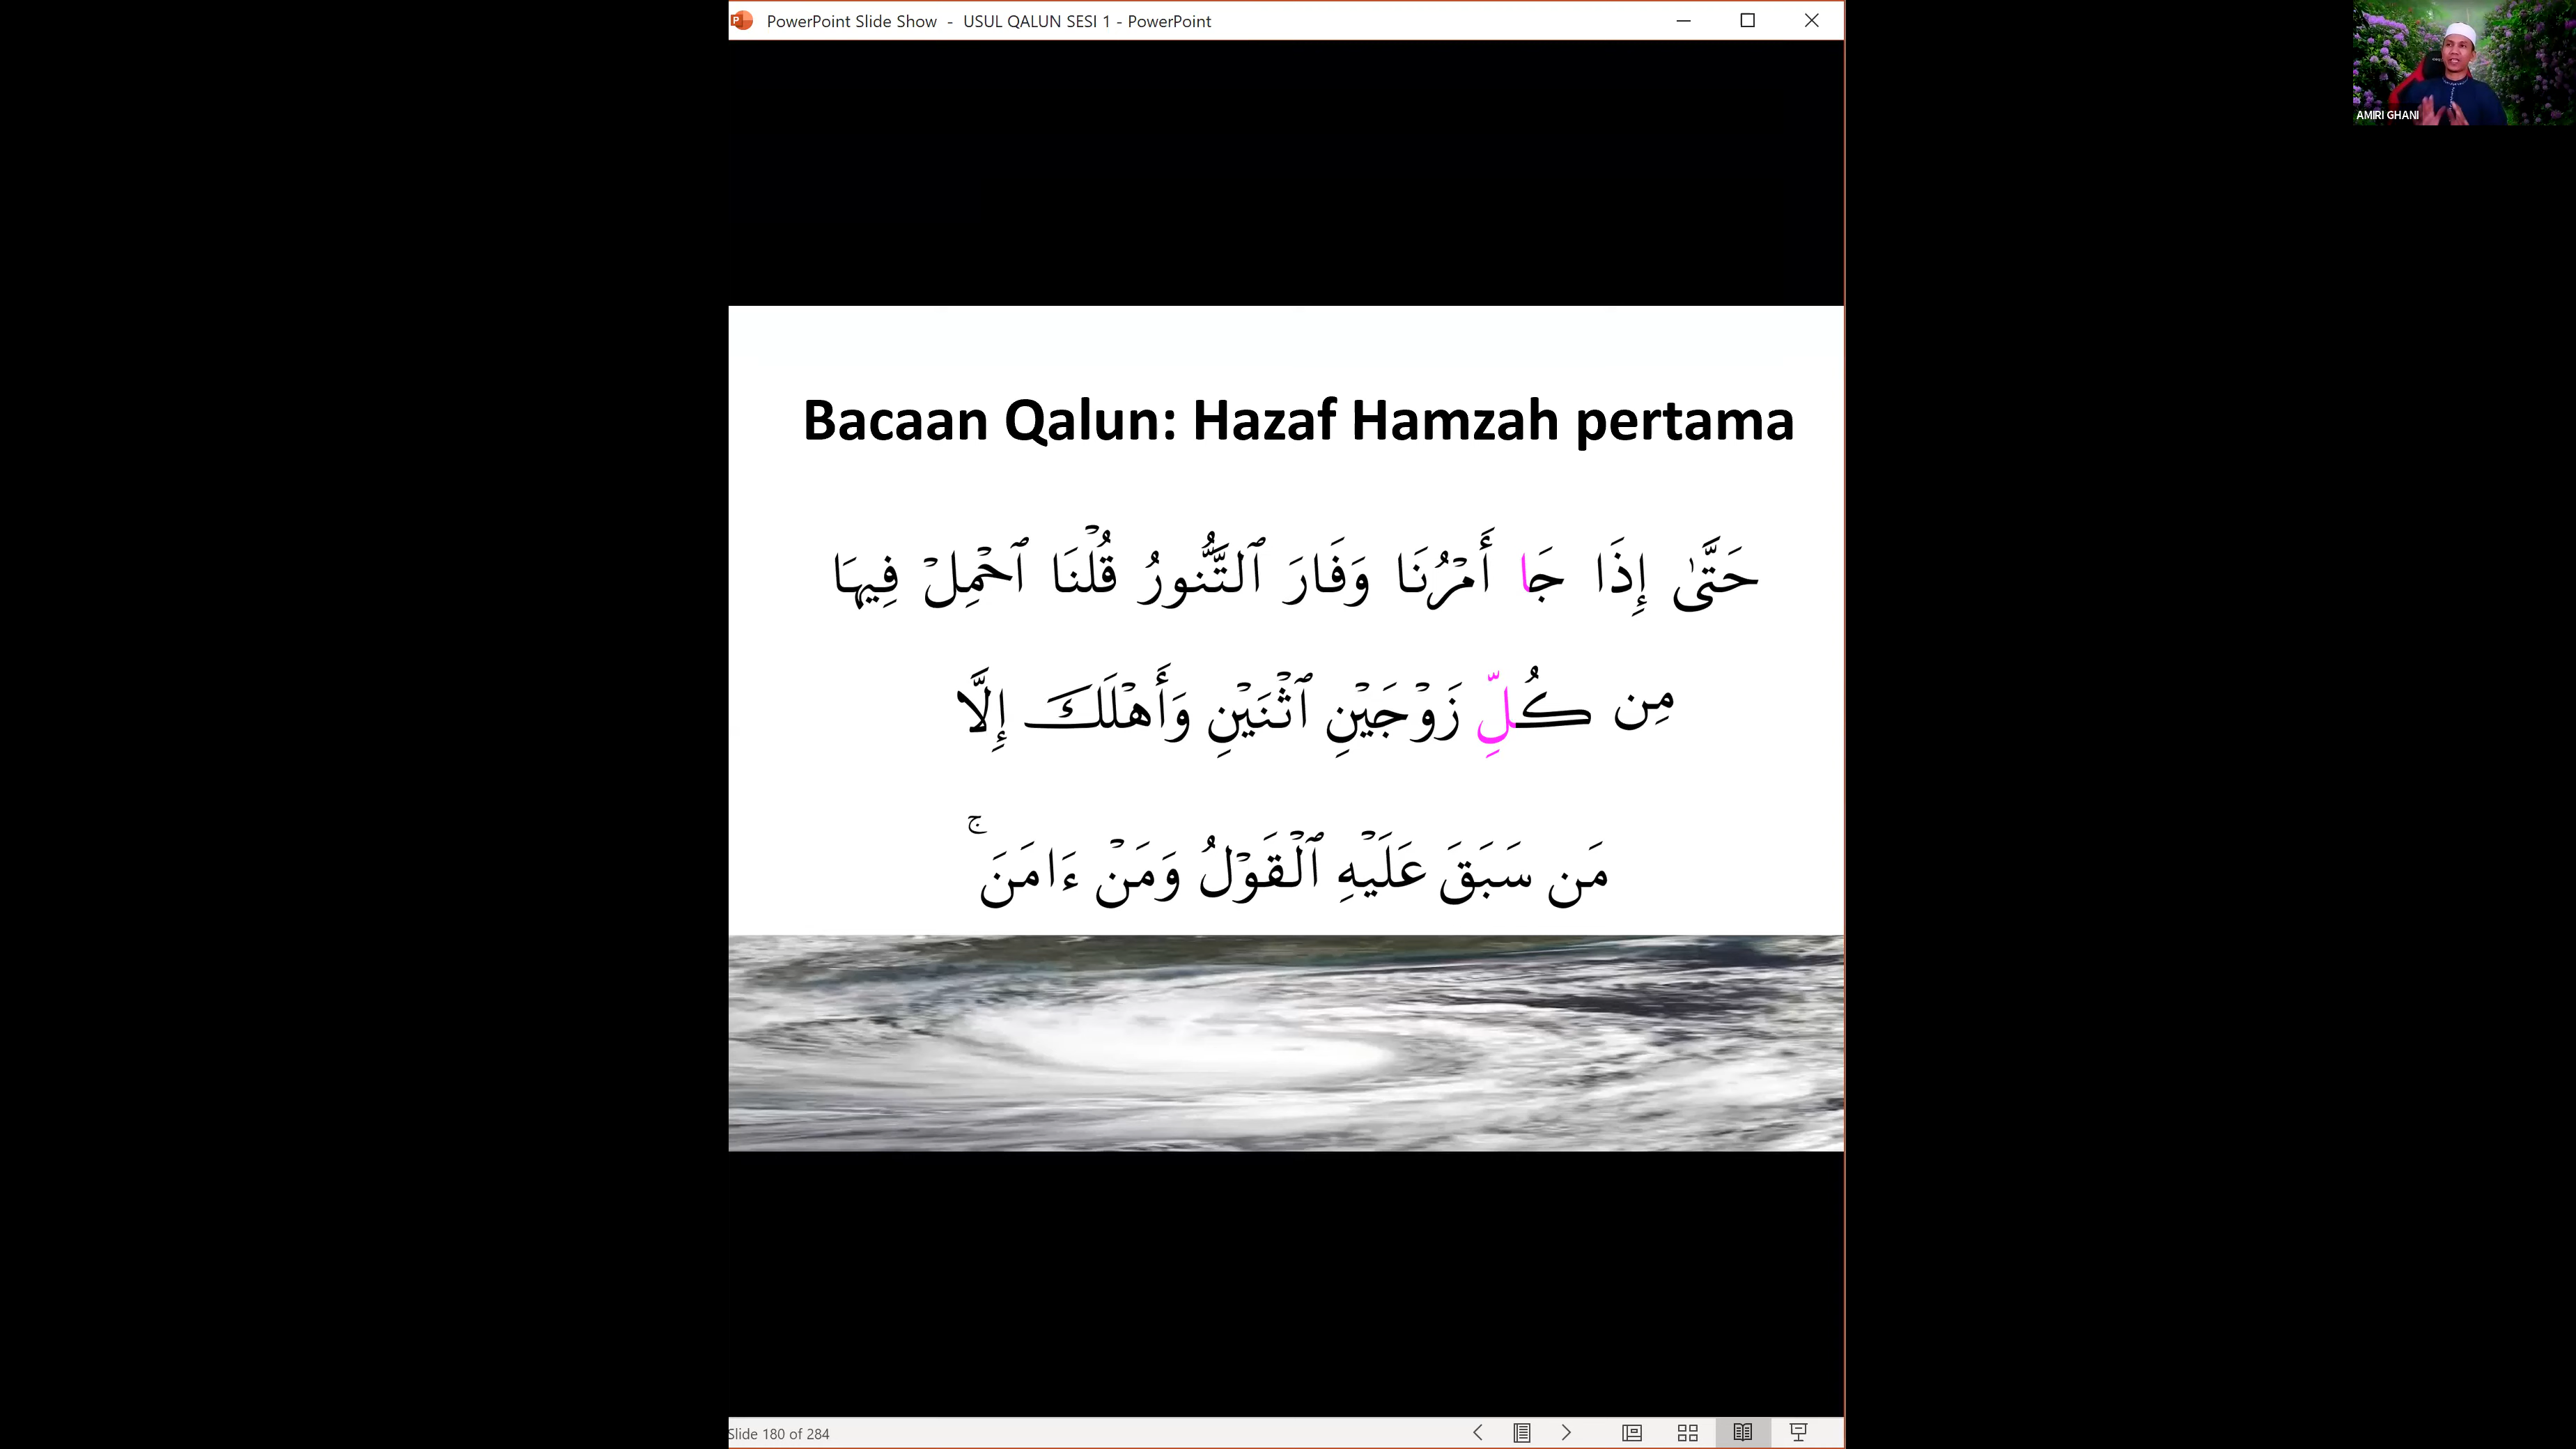 PowerPoint Slide Show - USUL QALUN SESI 1 - PowerPoint
AMIRI GHANI
Bacaan Qalun: Hazaf Hamzah pertama
حَتَّىٰ إِذَا جَا أَمْرُنَا وَفَارَ ٱلتَّنُّورُ قُلْنَا ٱحْمِلْ فِيهَا
مِن كُلِّ زَوْجَيْنِ ٱثْنَيْنِ وَأَهْلَكَ إِلَّا
مَن سَبَقَ عَلَيْهِ ٱلْقَوْلُ وَمَنْ ءَامَنَ ۚ
Slide 180 of 284